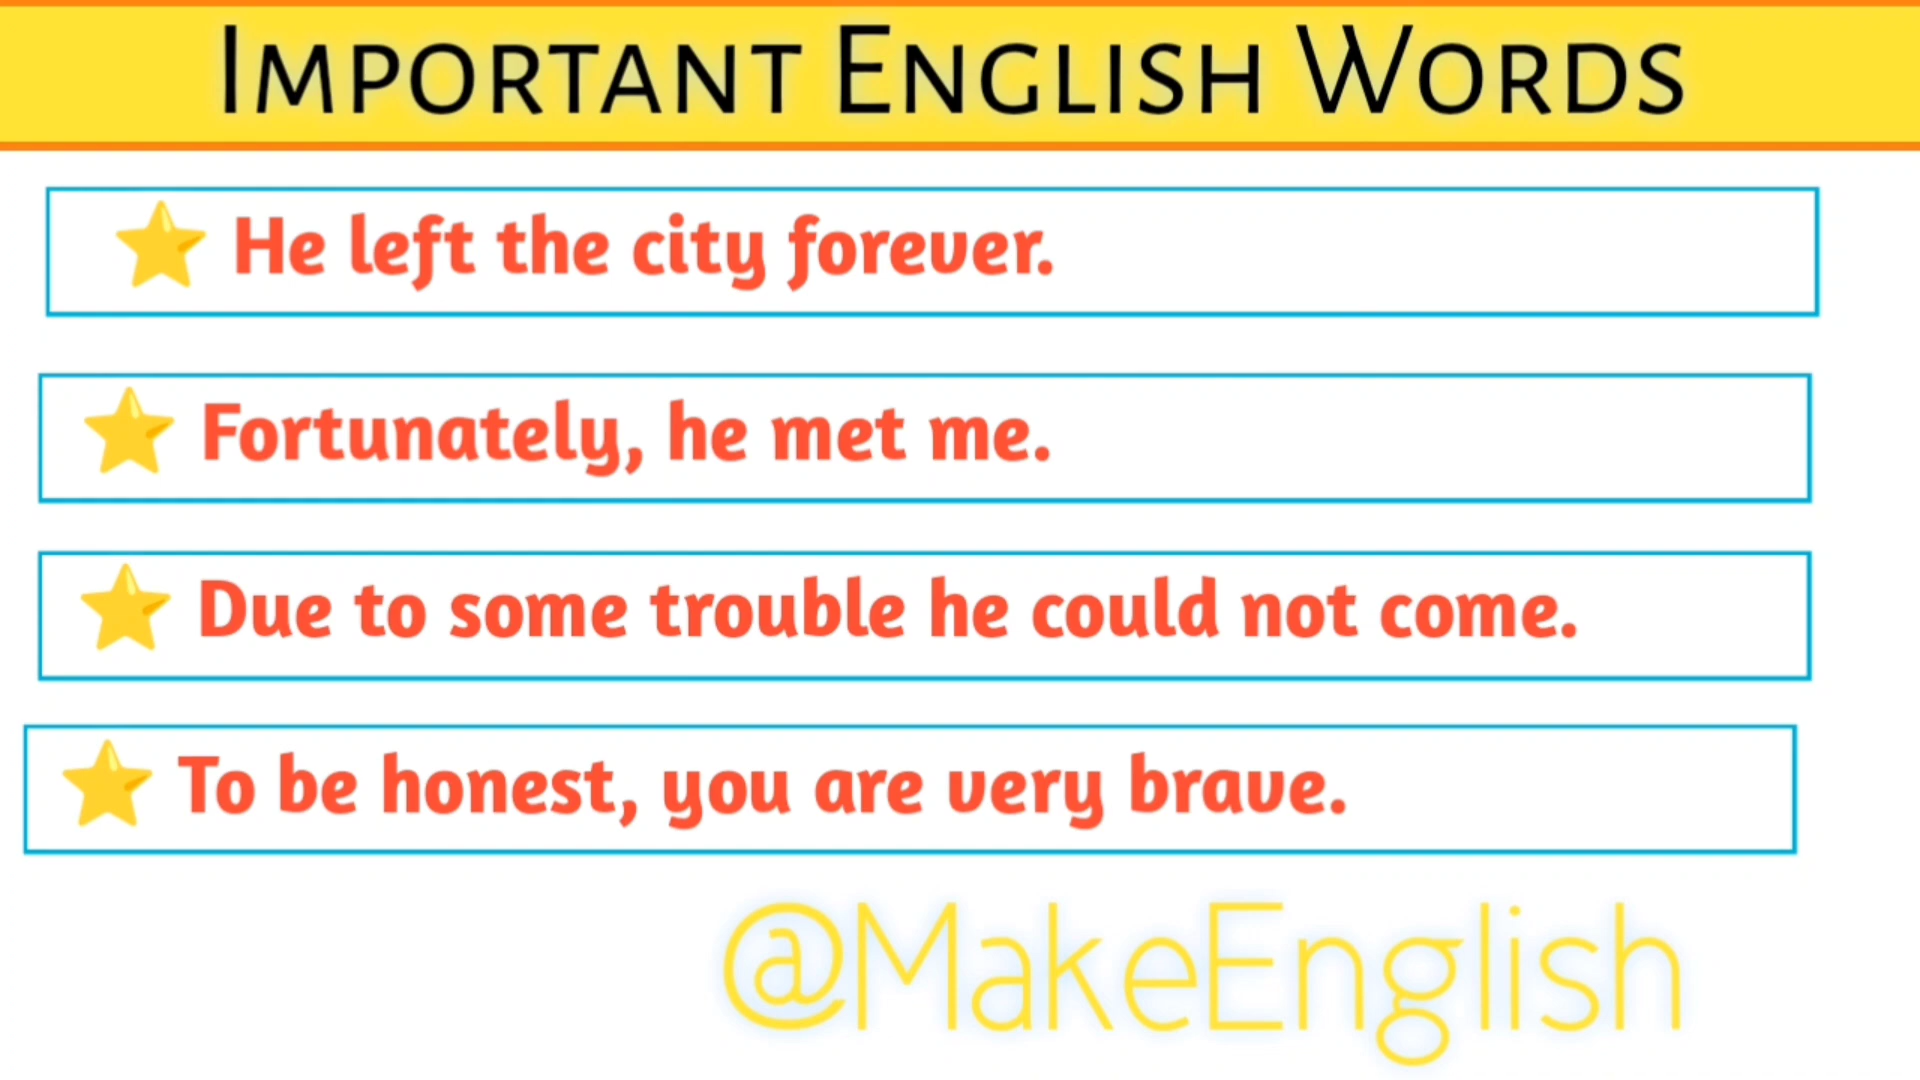 Important English Words
⭐ He left the city forever.
⭐ Fortunately, he met me.
⭐ Due to some trouble he could not come.
⭐ To be honest, you are very brave.
@MakeEnglish